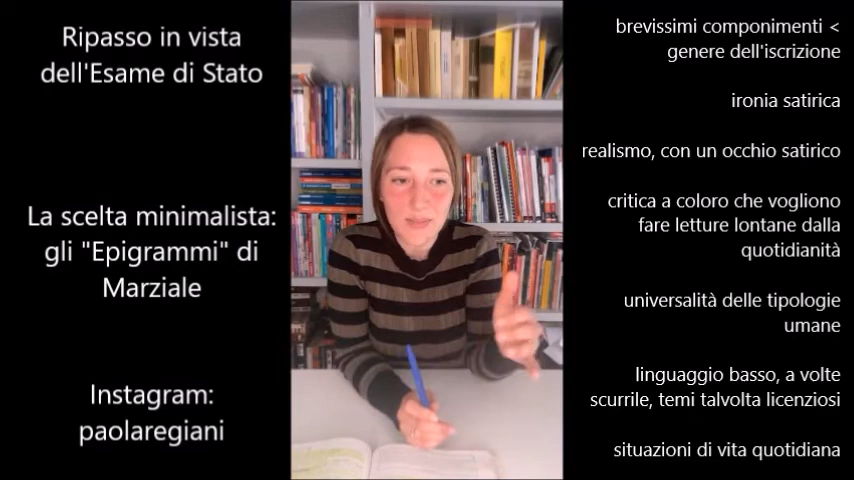 Ripasso in vista
dell'Esame di Stato
La scelta minimalista:
gli "Epigrammi" di
Marziale
Instagram:
paolaregiani
brevissimi componimenti <
genere dell'iscrizione
ironia satirica
realismo, con un occhio satirico
critica a coloro che vogliono
fare letture lontane dalla
quotidianità
universalità delle tipologie
umane
linguaggio basso, a volte
scurrile, temi talvolta licenziosi
situazioni di vita quotidiana